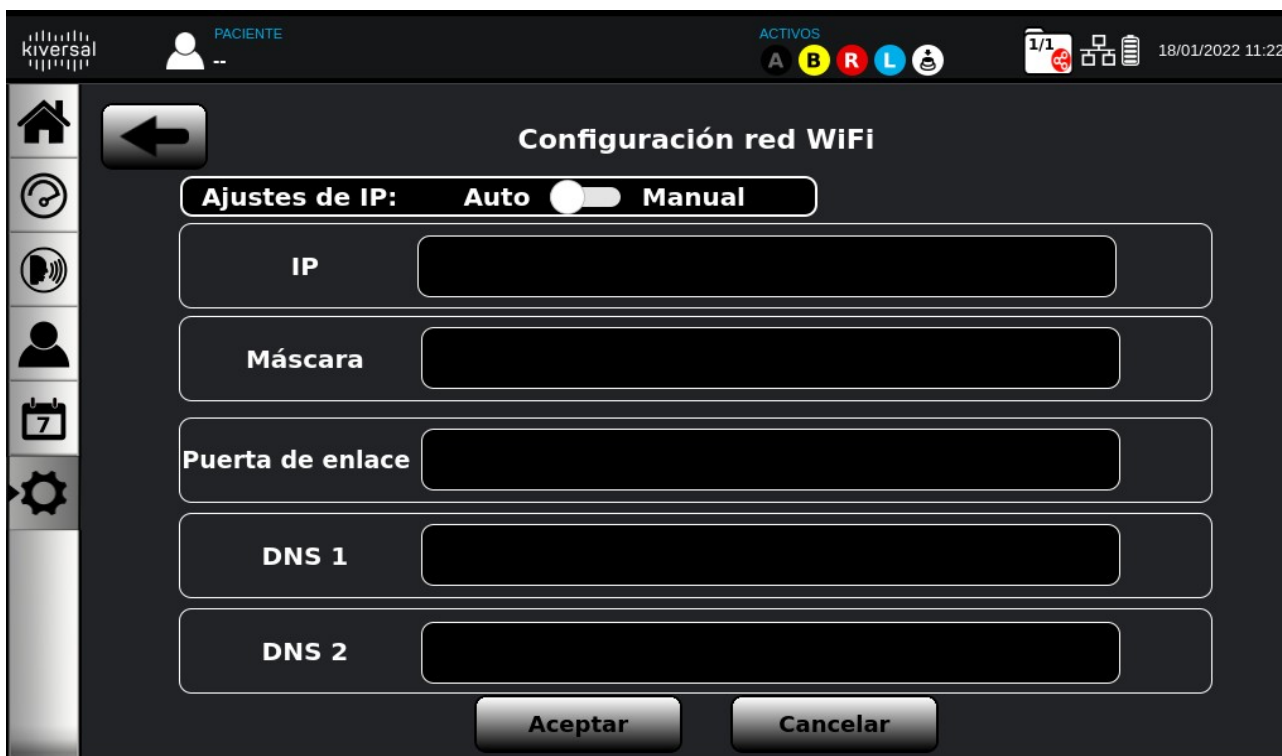 kiversal
PACIENTE
--
ACTIVOS
A B R L
1/1
18/01/2022 11:22
Configuración red WiFi
Ajustes de IP: Auto Manual
IP
Máscara
7
Puerta de enlace
DNS 1
DNS 2
Aceptar Cancelar